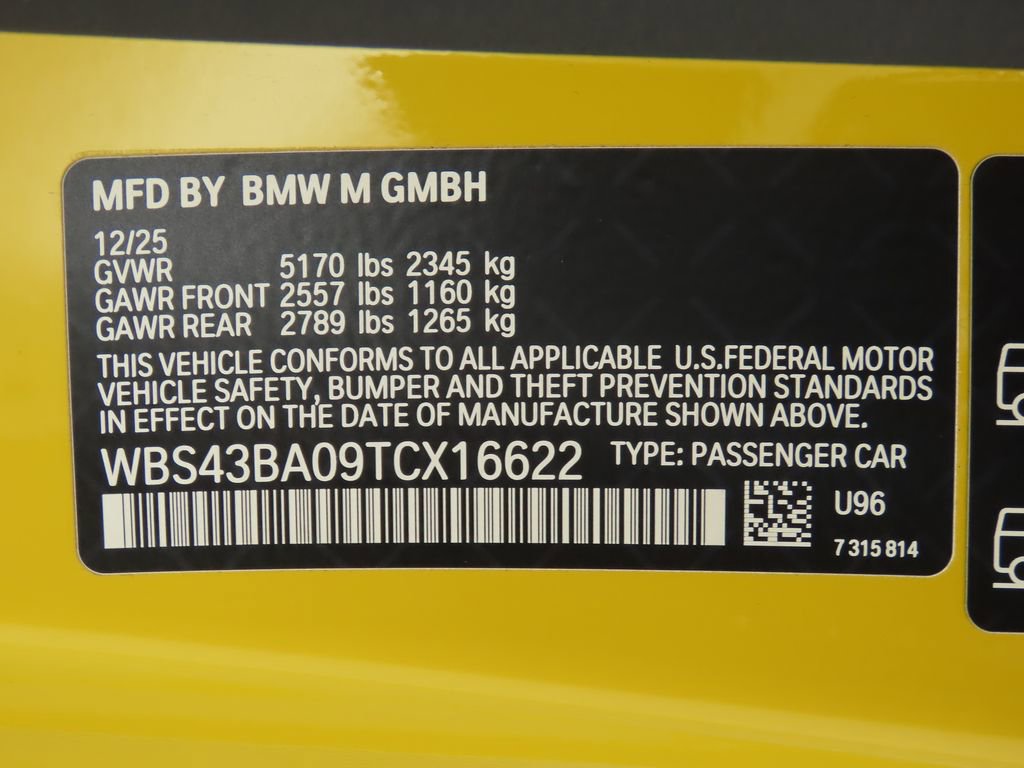 MFD BY BMW M GMBH
12/25
GVWR 5170 lbs 2345 kg
GAWR FRONT 2557 lbs 1160 kg
GAWR REAR 2789 lbs 1265 kg
THIS VEHICLE CONFORMS TO ALL APPLICABLE U.S.FEDERAL MOTOR
VEHICLE SAFETY, BUMPER AND THEFT PREVENTION STANDARDS
IN EFFECT ON THE DATE OF MANUFACTURE SHOWN ABOVE.
WBS43BA09TCX16622 TYPE: PASSENGER CAR
U96
7 315 814